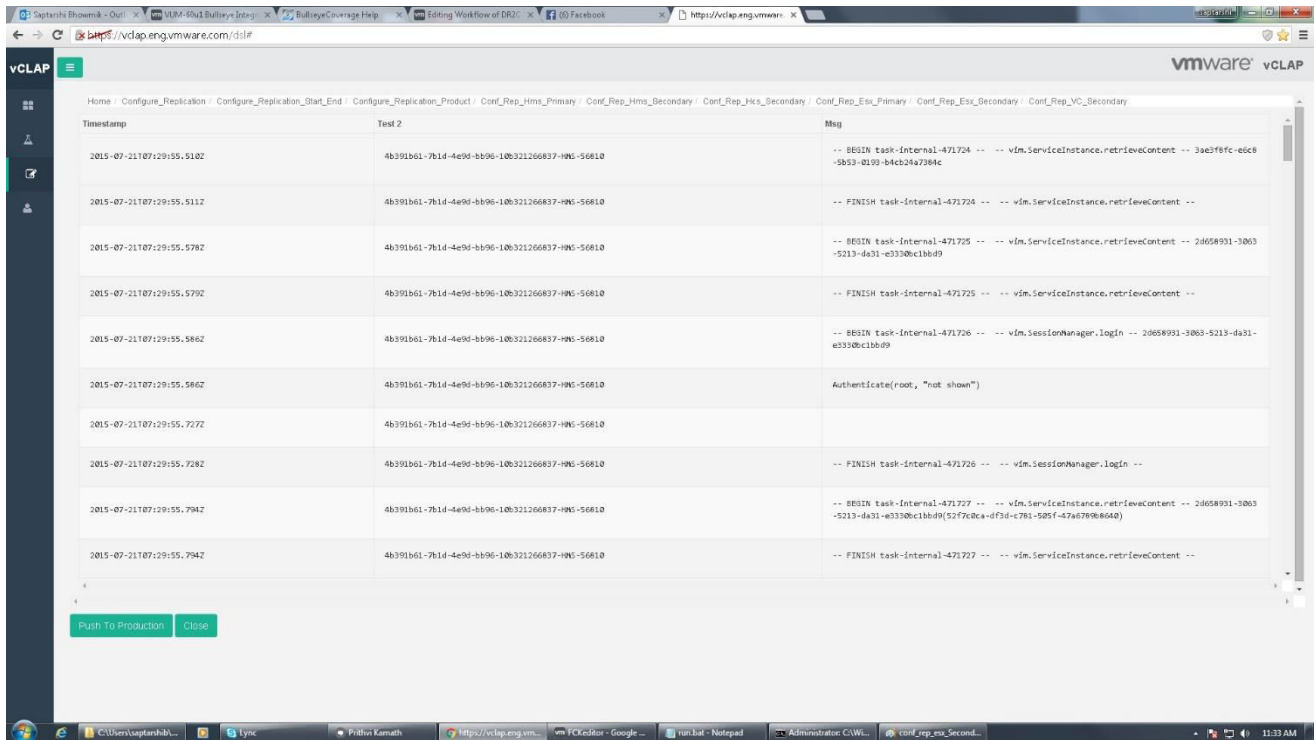 Saptarshi Bhowmik - Outl
VUM-60u1 Bullseye Integr
BullseyeCoverage Help
Editing Workflow of DR2C
(6) Facebook
https://vclap.eng.vmware.
saptarshi
https://vclap.eng.vmware.com/dsl#
vCLAP
vmware vCLAP
Home / Configure_Replication / Configure_Replication_Start_End / Configure_Replication_Product / Conf_Rep_Hms_Primary / Conf_Rep_Hms_Secondary / Conf_Rep_Hcs_Secondary / Conf_Rep_Esx_Primary / Conf_Rep_Esx_Secondary / Conf_Rep_VC_Secondary
Timestamp Test 2 Msg
2015-07-21T07:29:55.510Z 4b391b61-7b1d-4e9d-bb96-10b321266837-HMS-56810 -- BEGIN task-internal-471724 -- -- vim.ServiceInstance.retrieveContent -- 3ae3f8fc-e6c8
-5b53-0193-b4cb24a7384c
2015-07-21T07:29:55.511Z 4b391b61-7b1d-4e9d-bb96-10b321266837-HMS-56810 -- FINISH task-internal-471724 -- -- vim.ServiceInstance.retrieveContent --
2015-07-21T07:29:55.578Z 4b391b61-7b1d-4e9d-bb96-10b321266837-HMS-56810 -- BEGIN task-internal-471725 -- -- vim.ServiceInstance.retrieveContent -- 2d658931-3063
-5213-da31-e3330bc1bbd9
2015-07-21T07:29:55.579Z 4b391b61-7b1d-4e9d-bb96-10b321266837-HMS-56810 -- FINISH task-internal-471725 -- -- vim.ServiceInstance.retrieveContent --
2015-07-21T07:29:55.586Z 4b391b61-7b1d-4e9d-bb96-10b321266837-HMS-56810 -- BEGIN task-internal-471726 -- -- vim.SessionManager.login -- 2d658931-3063-5213-da31-
e3330bc1bbd9
2015-07-21T07:29:55.586Z 4b391b61-7b1d-4e9d-bb96-10b321266837-HMS-56810 Authenticate(root, "not shown")
2015-07-21T07:29:55.727Z 4b391b61-7b1d-4e9d-bb96-10b321266837-HMS-56810
2015-07-21T07:29:55.728Z 4b391b61-7b1d-4e9d-bb96-10b321266837-HMS-56810 -- FINISH task-internal-471726 -- -- vim.SessionManager.login --
2015-07-21T07:29:55.794Z 4b391b61-7b1d-4e9d-bb96-10b321266837-HMS-56810 -- BEGIN task-internal-471727 -- -- vim.ServiceInstance.retrieveContent -- 2d658931-3063
-5213-da31-e3330bc1bbd9(52f7c0ca-df3d-c781-505f-47a6789b8640)
2015-07-21T07:29:55.794Z 4b391b61-7b1d-4e9d-bb96-10b321266837-HMS-56810 -- FINISH task-internal-471727 -- -- vim.ServiceInstance.retrieveContent --
Push To Production Close
C:\Users\saptarshib\... Lync Prithvi Kamath https://vclap.eng.vm... FCKeditor - Google ... run.bat - Notepad Administrator: C:\Wi... conf_rep_esx_Second... 11:33 AM